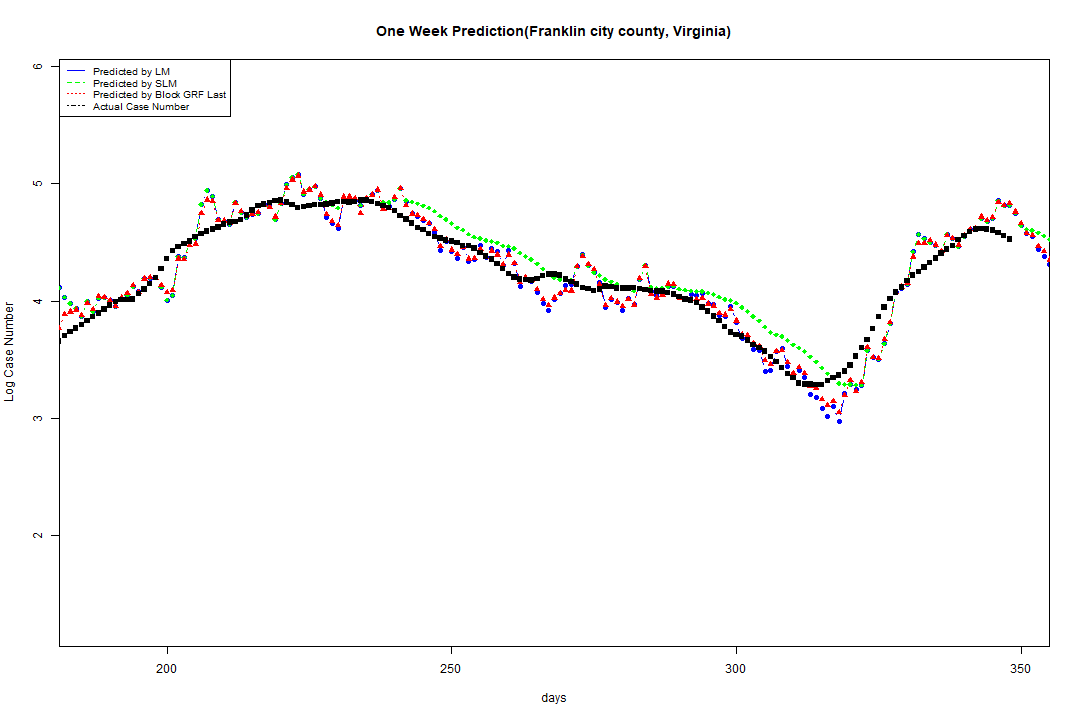 One Week Prediction(Franklin city county, Virginia)
Predicted by LM
Predicted by SLM
Predicted by Block GRF Last
Actual Case Number
6
5
4
3
2
Log Case Number
200
250
300
350
days